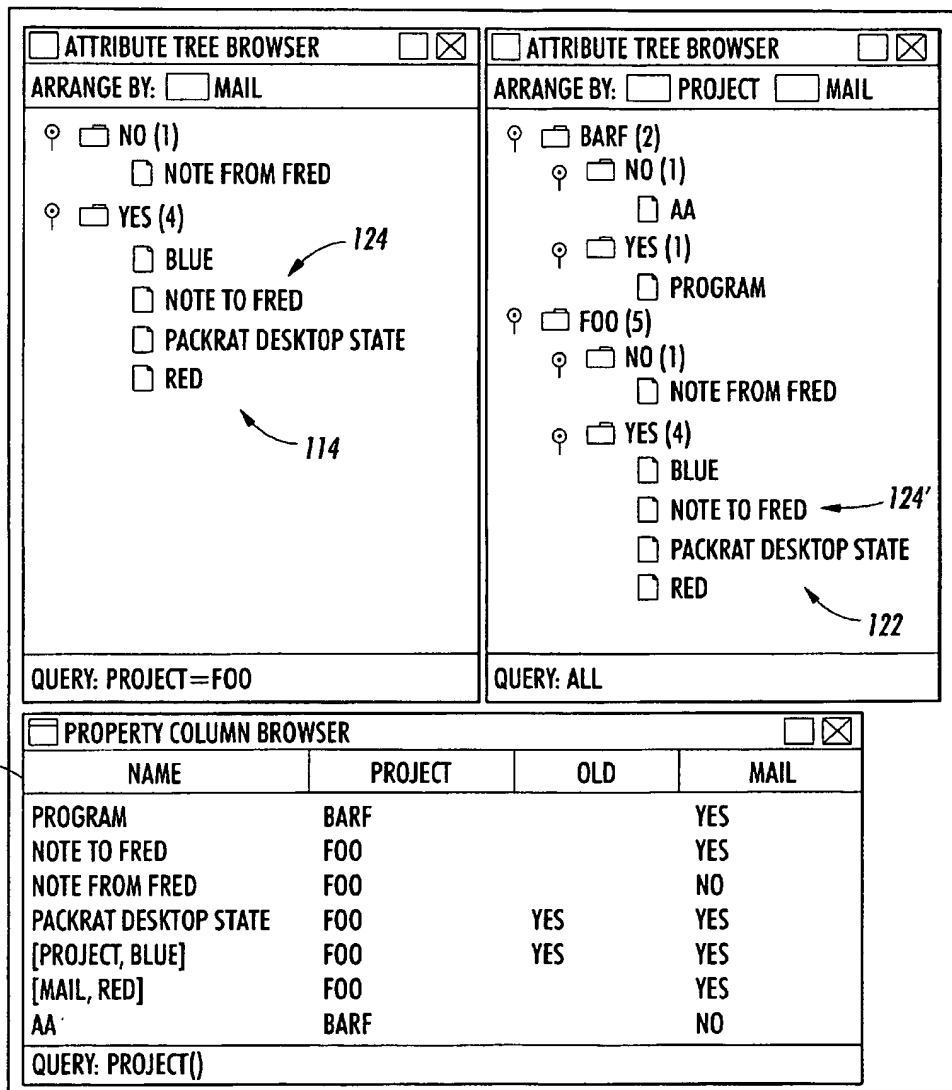 ATTRIBUTE TREE BROWSER
ARRANGE BY: MAIL
NO (1)
NOTE FROM FRED
YES (4)
BLUE
124
NOTE TO FRED
PACKRAT DESKTOP STATE
RED
114
QUERY: PROJECT=FOO
ATTRIBUTE TREE BROWSER
ARRANGE BY: PROJECT MAIL
BARF (2)
NO (1)
AA
YES (1)
PROGRAM
FOO (5)
NO (1)
NOTE FROM FRED
YES (4)
BLUE
NOTE TO FRED 124'
PACKRAT DESKTOP STATE
RED
122
QUERY: ALL
PROPERTY COLUMN BROWSER
NAME PROJECT OLD MAIL
PROGRAM BARF YES
NOTE TO FRED FOO YES
NOTE FROM FRED FOO NO
PACKRAT DESKTOP STATE FOO YES YES
[PROJECT, BLUE] FOO YES YES
[MAIL, RED] FOO YES
AA BARF NO
QUERY: PROJECT()